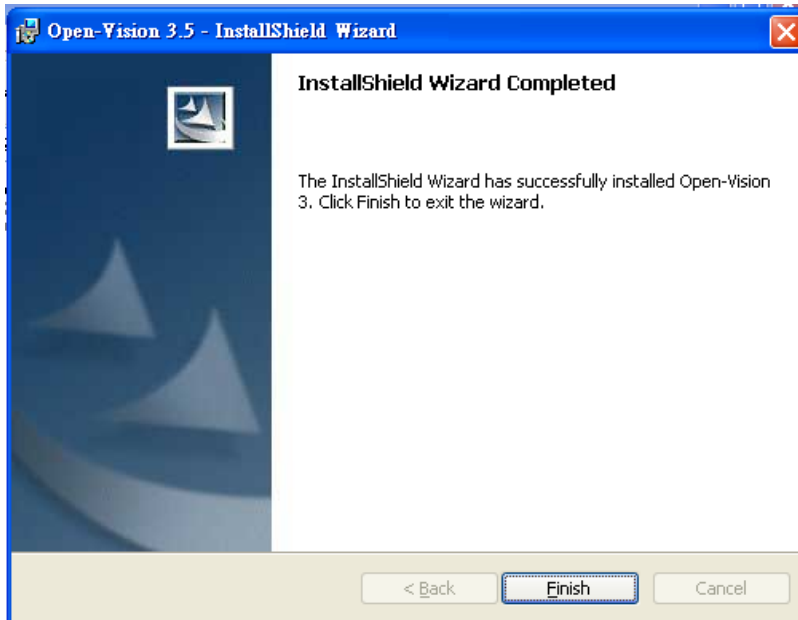 Open-Vision 3.5 - InstallShield Wizard
InstallShield Wizard Completed
The InstallShield Wizard has successfully installed Open-Vision
3. Click Finish to exit the wizard.
< Back
Finish
Cancel